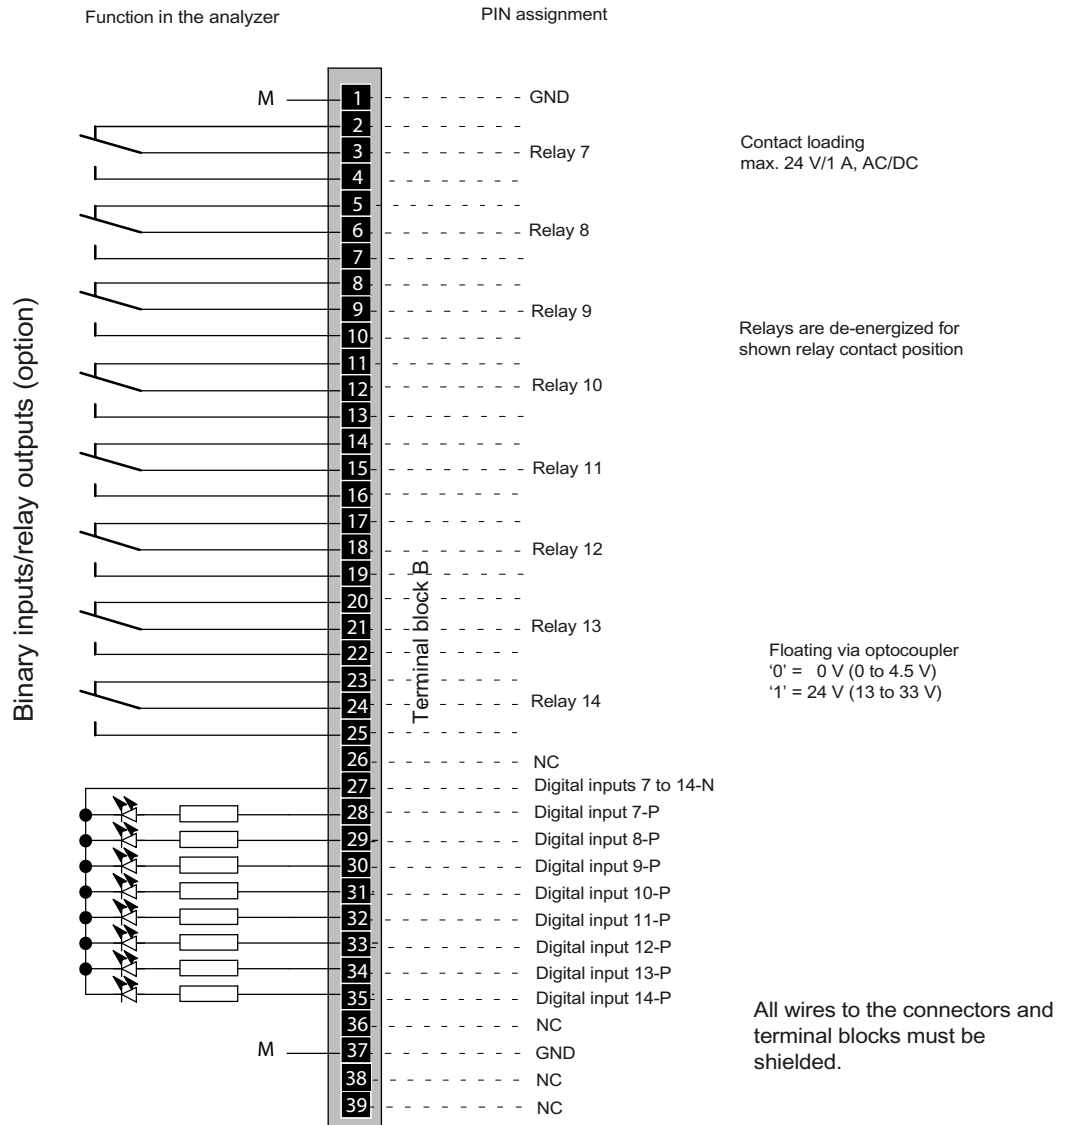 Function in the analyzer
PIN assignment
M
1
GND
2
3
Relay 7
4
Contact loading
max. 24 V/1 A, AC/DC
5
6
Relay 8
7
8
9
Relay 9
10
Relays are de-energized for
shown relay contact position
11
12
Relay 10
13
14
15
Relay 11
16
17
18
Relay 12
19
20
21
Relay 13
22
23
24
Relay 14
25
Binary inputs/relay outputs (option)
Terminal block B
Floating via optocoupler
‘0’ = 0 V (0 to 4.5 V)
‘1’ = 24 V (13 to 33 V)
26
NC
27
Digital inputs 7 to 14-N
28
Digital input 7-P
29
Digital input 8-P
30
Digital input 9-P
31
Digital input 10-P
32
Digital input 11-P
33
Digital input 12-P
34
Digital input 13-P
35
Digital input 14-P
36
NC
M
37
GND
38
NC
39
NC
All wires to the connectors and
terminal blocks must be
shielded.